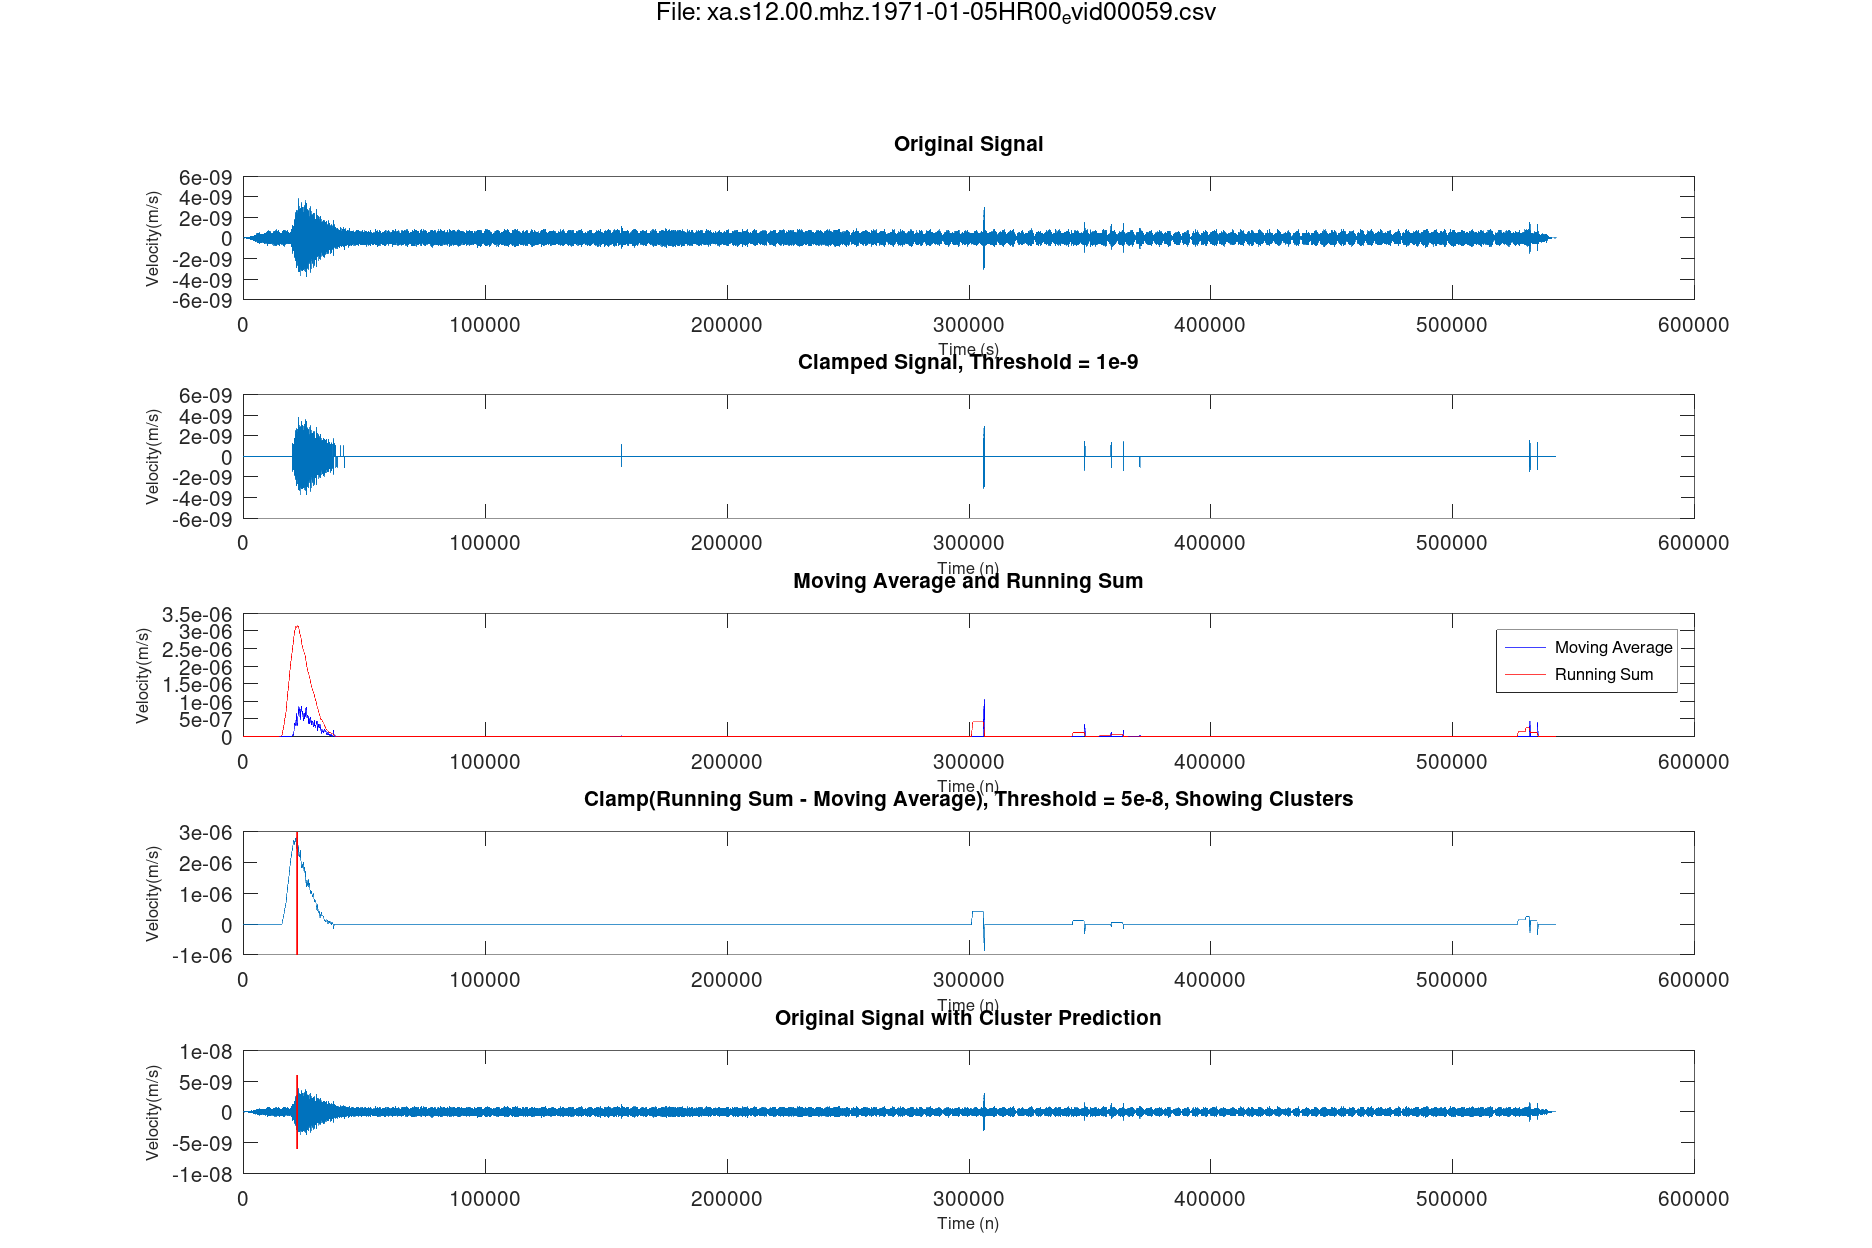 File: xa.s12.00.mhz.1971-01-05HR00evid00059.csv
Original Signal
Velocity(m/s)
6e-09
4e-09
2e-09
0
-2e-09
-4e-09
-6e-09
0 100000 200000 300000 400000 500000 600000
Time (s)
Clamped Signal, Threshold = 1e-9
Velocity(m/s)
6e-09
4e-09
2e-09
0
-2e-09
-4e-09
-6e-09
0 100000 200000 300000 400000 500000 600000
Time (n)
Moving Average and Running Sum
Velocity(m/s)
3.5e-06
3e-06
2.5e-06
2e-06
1.5e-06
1e-06
5e-07
0
Moving Average
Running Sum
0 100000 200000 300000 400000 500000 600000
Time (n)
Clamp(Running Sum - Moving Average), Threshold = 5e-8, Showing Clusters
Velocity(m/s)
3e-06
2e-06
1e-06
0
-1e-06
0 100000 200000 300000 400000 500000 600000
Time (n)
Original Signal with Cluster Prediction
Velocity(m/s)
1e-08
5e-09
0
-5e-09
-1e-08
0 100000 200000 300000 400000 500000 600000
Time (n)